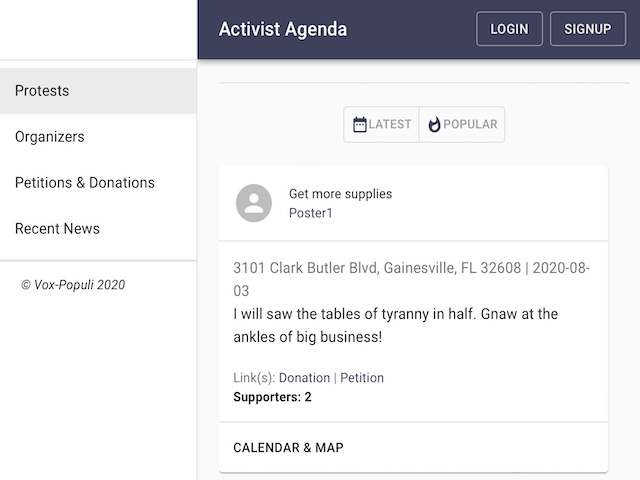 Activist Agenda
LOGIN
SIGNUP
Protests
Organizers
Petitions & Donations
Recent News
© Vox-Populi 2020
LATEST
POPULAR
Get more supplies
Poster1
3101 Clark Butler Blvd, Gainesville, FL 32608 | 2020-08-
03
I will saw the tables of tyranny in half. Gnaw at the
ankles of big business!
Link(s): Donation | Petition
Supporters: 2
CALENDAR & MAP